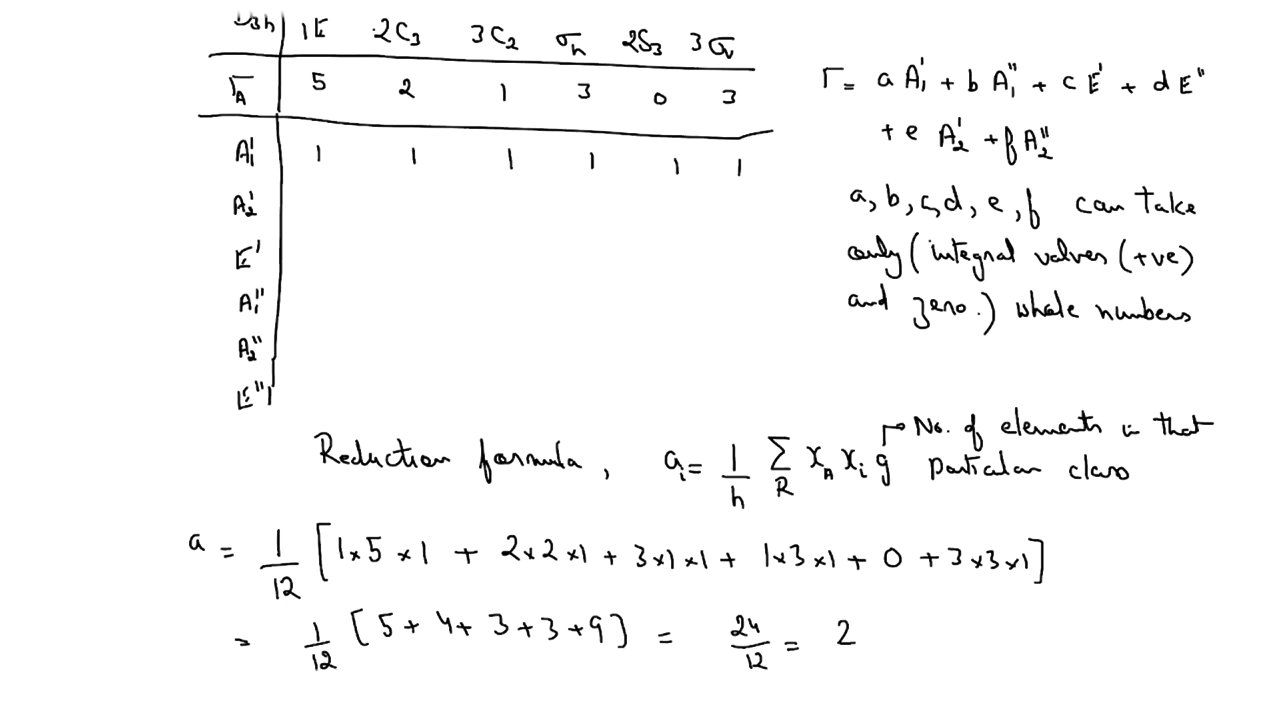 D3h 1E 2C₃ 3C₂ σh 2S₃ 3σv
Γ_A 5 2 1 3 0 3
A₁' 1 1 1 1 1 1
A₂'
E'
A₁"
A₂"
E"
Γ = a A₁' + b A₁" + c E' + d E"
+ e A₂' + f A₂"
a, b, c, d, e, f can take
only (integral values (+ve)
and zero.) whole numbers
Reduction formula, aᵢ = 1/h Σ_R χ_A χᵢ g → No. of elements in that
particular class
a = 1/12 [1×5×1 + 2×2×1 + 3×1×1 + 1×3×1 + 0 + 3×3×1]
= 1/12 [5 + 4 + 3 + 3 + 9] = 24/12 = 2